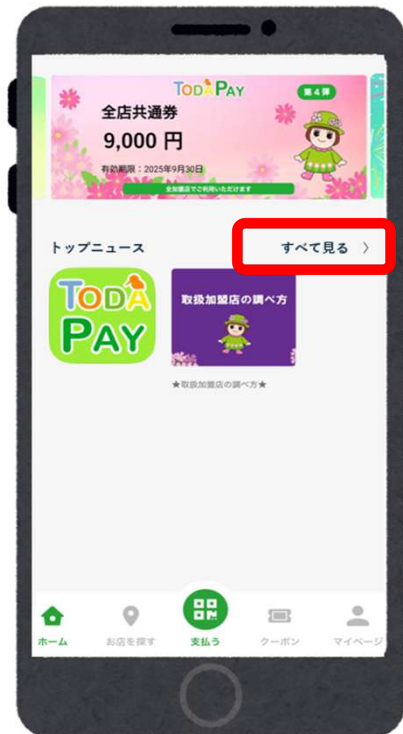 TODAPAY
第4弾
全店共通券
9,000 円
有効期限：2025年9月30日
全加盟店でご利用いただけます
トップニュース
すべて見る 〉
TODA
PAY
取扱加盟店の調べ方
★取扱加盟店の調べ方★
ホーム
お店を探す
支払う
クーポン
マイページ